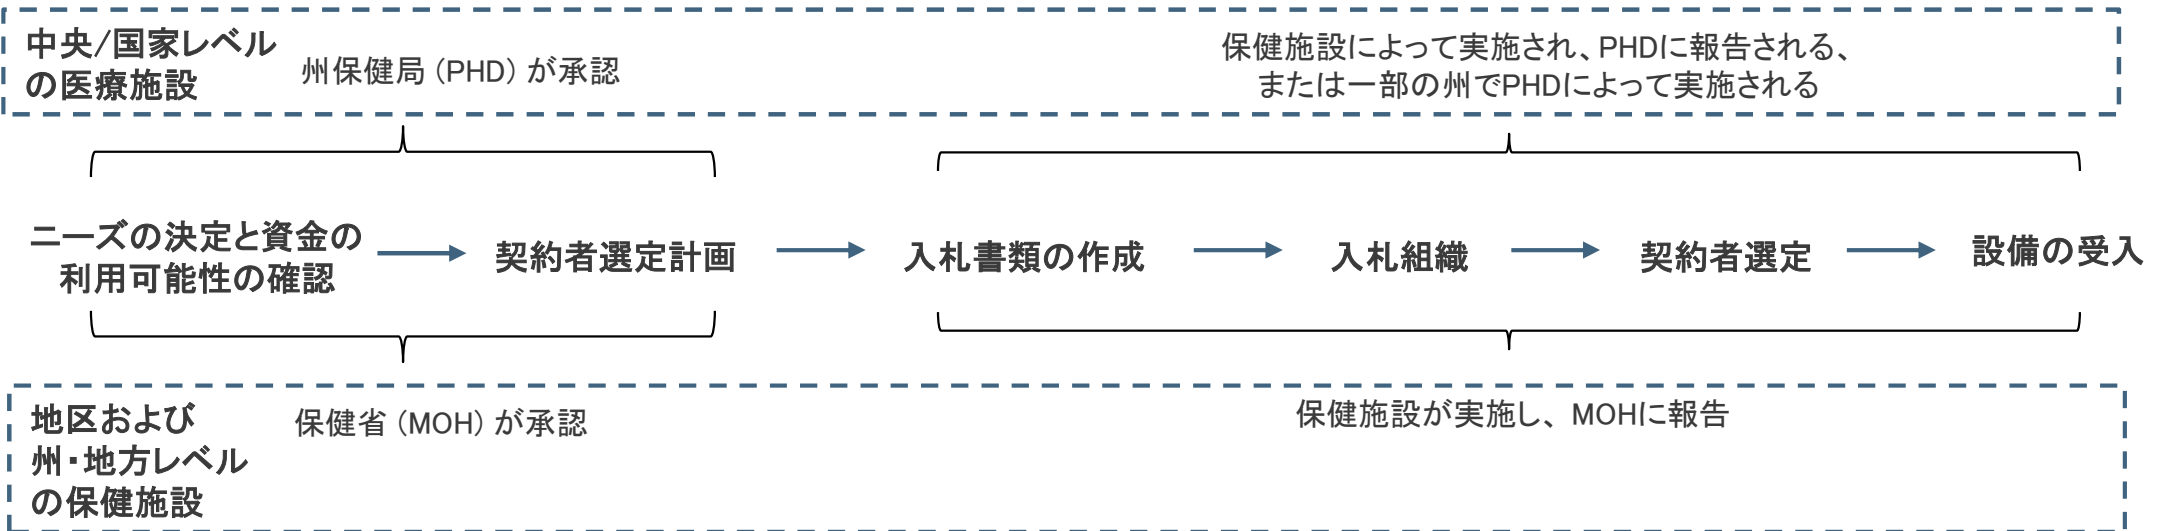 中央/国家レベル
の医療施設
州保健局 (PHD) が承認
保健施設によって実施され、PHDに報告される、
または一部の州でPHDによって実施される
ニーズの決定と資金の
利用可能性の確認
契約者選定計画
入札書類の作成
入札組織
契約者選定
設備の受入
地区および
州・地方レベル
の保健施設
保健省 (MOH) が承認
保健施設が実施し、MOHに報告